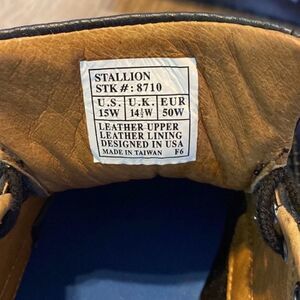 STALLION
STK #: 8710
U.S. U.K. EUR
15W 14½W 50W
LEATHER UPPER
LEATHER LINING
DESIGNED IN USA
MADE IN TAIWAN F6